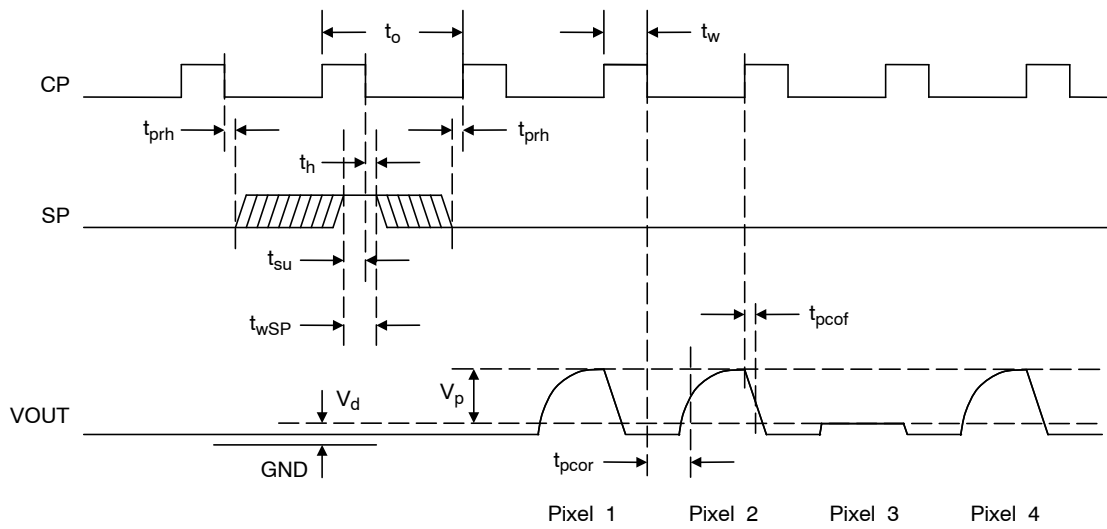 t_o
t_w
CP
t_prh
t_prh
t_h
SP
t_su
t_wSP
t_pcof
V_d
V_p
VOUT
GND
t_pcor
Pixel 1
Pixel 2
Pixel 3
Pixel 4